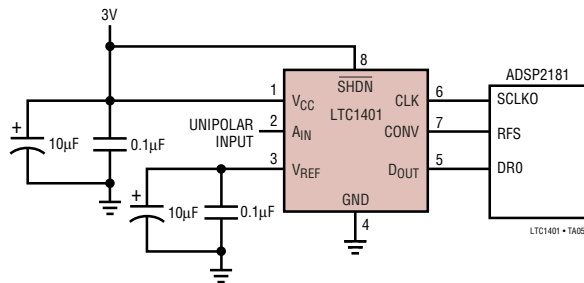 3V
8
ADSP2181
SHDN
1
VCC
CLK
6
SCLKO
LTC1401
UNIPOLAR
INPUT
2
AIN
CONV
7
RFS
+
10µF
0.1µF
3
VREF
DOUT
5
DR0
GND
+
10µF
0.1µF
4
LTC1401 • TA05